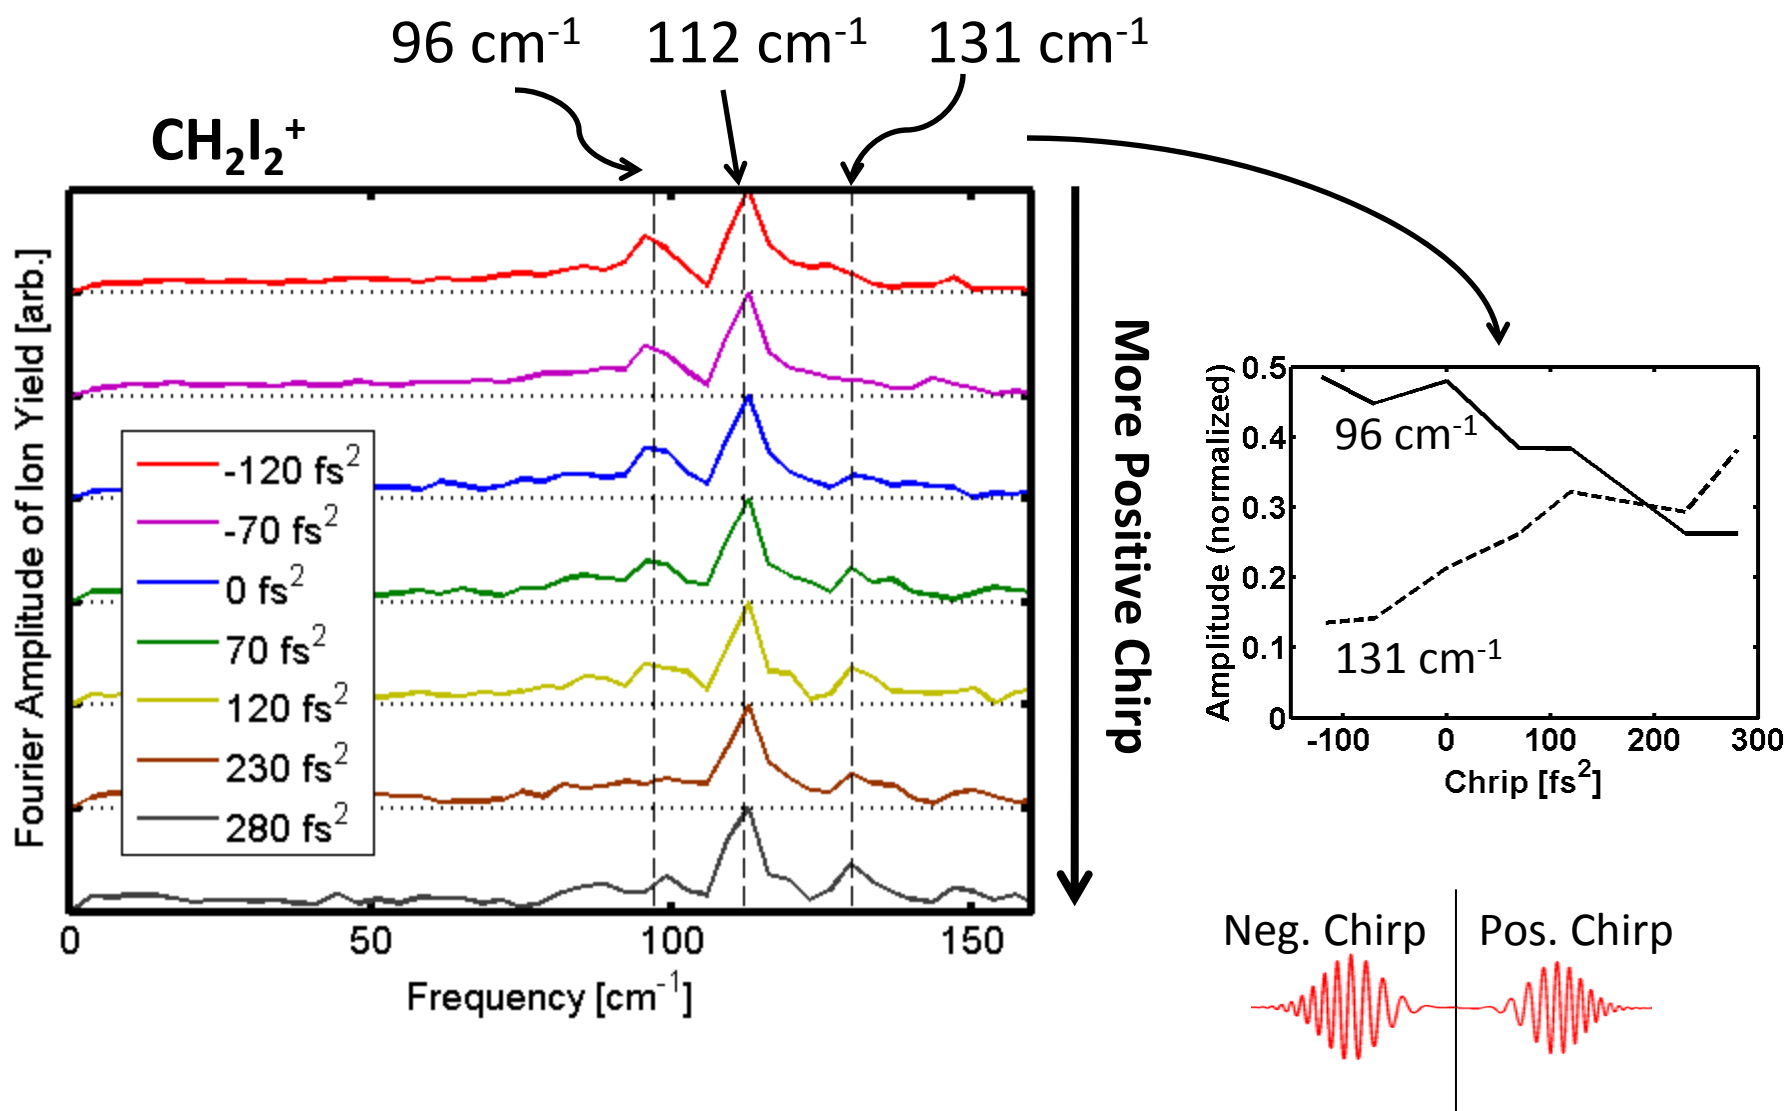 96 cm⁻¹ 112 cm⁻¹ 131 cm⁻¹
CH₂I₂⁺
Fourier Amplitude of Ion Yield [arb.]
-120 fs²
-70 fs²
0 fs²
70 fs²
120 fs²
230 fs²
280 fs²
0 50 100 150
Frequency [cm⁻¹]
More Positive Chirp
Amplitude (normalized)
0.5
0.4
0.3
0.2
0.1
0
96 cm⁻¹
131 cm⁻¹
-100 0 100 200 300
Chrip [fs²]
Neg. Chirp Pos. Chirp